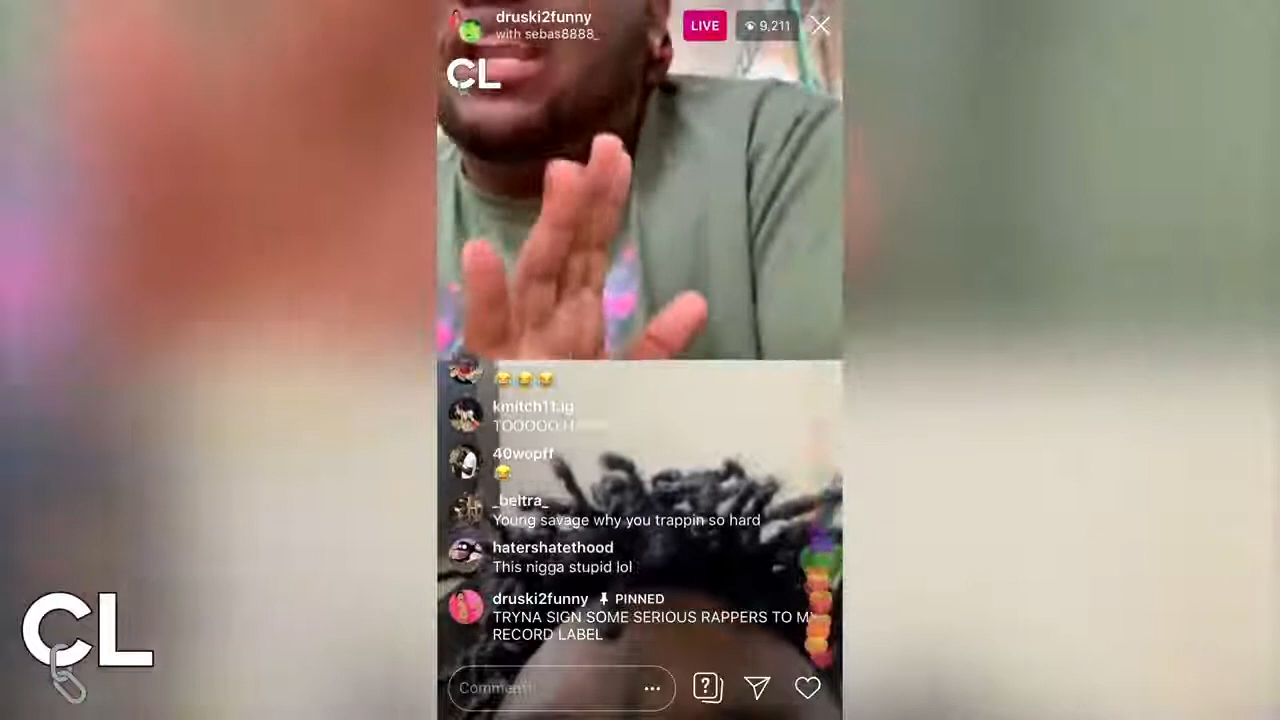 druski2funny
with sebas8888_
LIVE
9,211
CL
😂😂😂
kmitch11.ig
TOOOOO H
40wopff
😂
_beltra_
Young savage why you trappin so hard
hatershatethood
This nigga stupid lol
druski2funny PINNED
TRYNA SIGN SOME SERIOUS RAPPERS TO MY
RECORD LABEL
Comment
CL